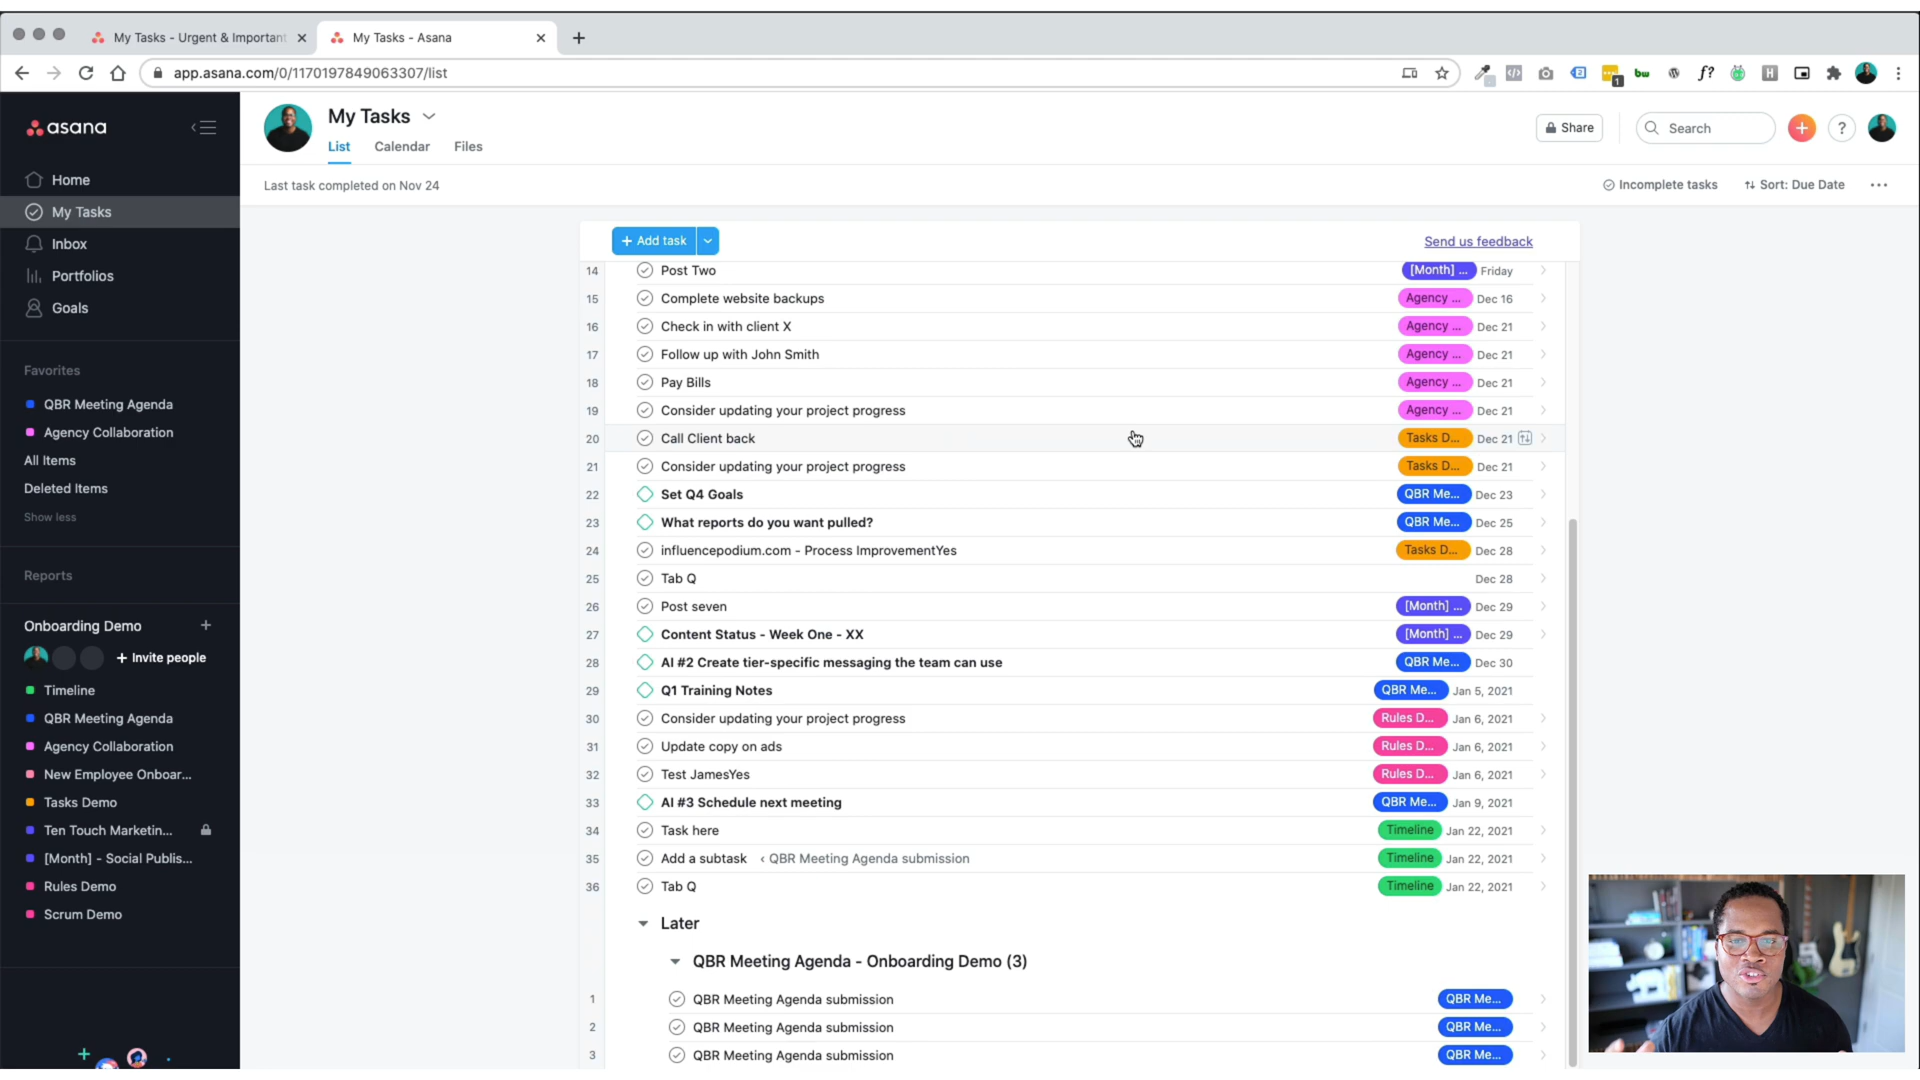 My Tasks - Urgent & Important
My Tasks - Asana
app.asana.com/0/1170197849063307/list
1
bw
f?
H
asana
Home
My Tasks
Inbox
Portfolios
Goals
Favorites
QBR Meeting Agenda
Agency Collaboration
All Items
Deleted Items
Show less
Reports
Onboarding Demo
+ Invite people
Timeline
QBR Meeting Agenda
Agency Collaboration
New Employee Onboar...
Tasks Demo
Ten Touch Marketin...
[Month] - Social Publis...
Rules Demo
Scrum Demo
My Tasks
List Calendar Files
Share
Search
?
Last task completed on Nov 24
Incomplete tasks
Sort: Due Date
+ Add task
Send us feedback
14 Post Two [Month] ... Friday
15 Complete website backups Agency ... Dec 16
16 Check in with client X Agency ... Dec 21
17 Follow up with John Smith Agency ... Dec 21
18 Pay Bills Agency ... Dec 21
19 Consider updating your project progress Agency ... Dec 21
20 Call Client back Tasks D... Dec 21
21 Consider updating your project progress Tasks D... Dec 21
22 Set Q4 Goals QBR Me... Dec 23
23 What reports do you want pulled? QBR Me... Dec 25
24 influencepodium.com - Process ImprovementYes Tasks D... Dec 28
25 Tab Q Dec 28
26 Post seven [Month] ... Dec 29
27 Content Status - Week One - XX [Month] ... Dec 29
28 AI #2 Create tier-specific messaging the team can use QBR Me... Dec 30
29 Q1 Training Notes QBR Me... Jan 5, 2021
30 Consider updating your project progress Rules D... Jan 6, 2021
31 Update copy on ads Rules D... Jan 6, 2021
32 Test JamesYes Rules D... Jan 6, 2021
33 AI #3 Schedule next meeting QBR Me... Jan 9, 2021
34 Task here Timeline Jan 22, 2021
35 Add a subtask ‹ QBR Meeting Agenda submission Timeline Jan 22, 2021
36 Tab Q Timeline Jan 22, 2021
Later
QBR Meeting Agenda - Onboarding Demo (3)
1 QBR Meeting Agenda submission QBR Me...
2 QBR Meeting Agenda submission QBR Me...
3 QBR Meeting Agenda submission QBR Me...